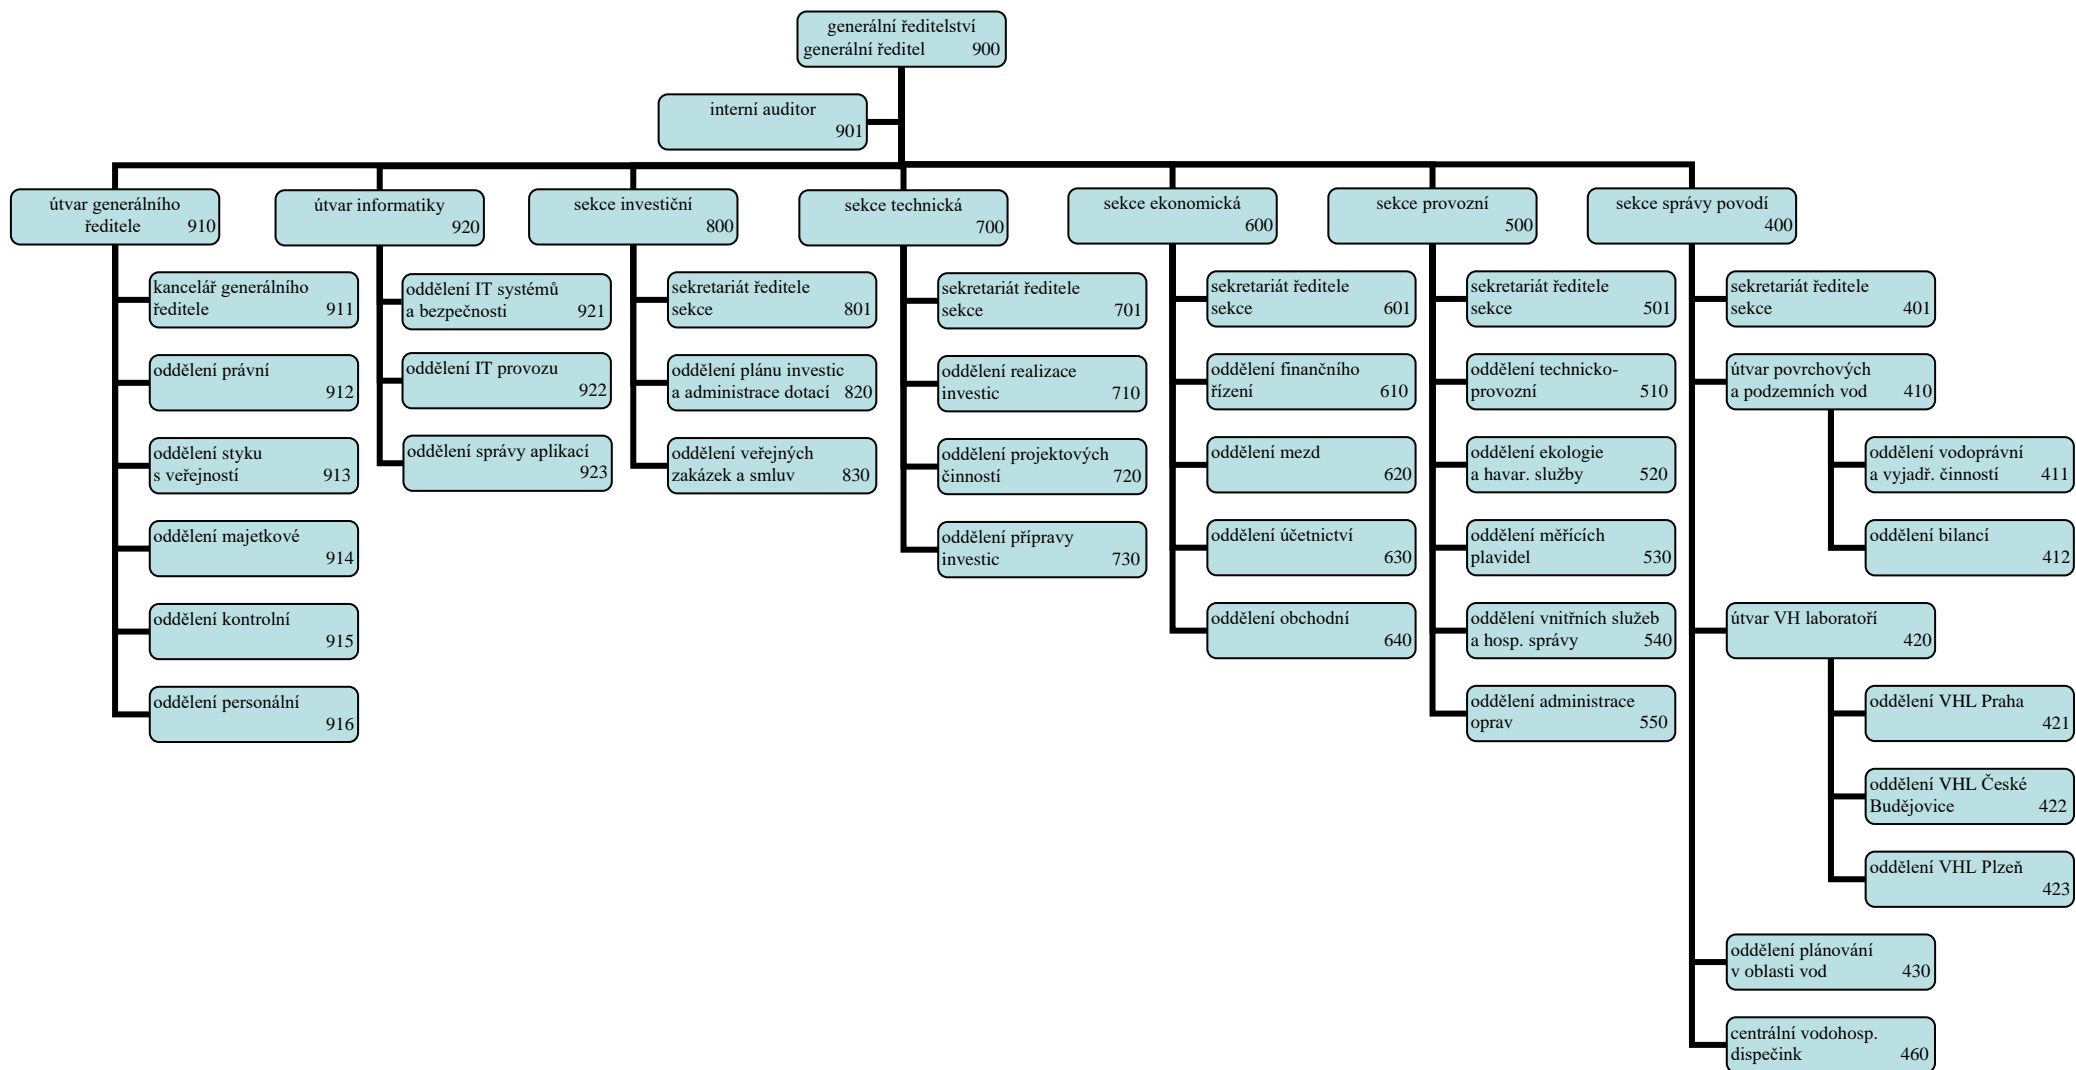 generální ředitelství
generální ředitel 900
interní auditor
901
útvar generálního
ředitele 910
kancelář generálního
ředitele 911
oddělení právní
912
oddělení styku
s veřejností 913
oddělení majetkové
914
oddělení kontrolní
915
oddělení personální
916
útvar informatiky
920
oddělení IT systémů
a bezpečnosti 921
oddělení IT provozu
922
oddělení správy aplikací
923
sekce investiční
800
sekretariát ředitele
sekce 801
oddělení plánu investic
a administrace dotací 820
oddělení veřejných
zakázek a smluv 830
sekce technická
700
sekretariát ředitele
sekce 701
oddělení realizace
investic 710
oddělení projektových
činností 720
oddělení přípravy
investic 730
sekce ekonomická
600
sekretariát ředitele
sekce 601
oddělení finančního
řízení 610
oddělení mezd
620
oddělení účetnictví
630
oddělení obchodní
640
sekce provozní
500
sekretariát ředitele
sekce 501
oddělení technicko-
provozní 510
oddělení ekologie
a havar. služby 520
oddělení měřících
plavidel 530
oddělení vnitřních služeb
a hosp. správy 540
oddělení administrace
oprav 550
sekce správy povodí
400
sekretariát ředitele
sekce 401
útvar povrchových
a podzemních vod 410
oddělení vodoprávní
a vyjadř. činností 411
oddělení bilancí
412
útvar VH laboratoří
420
oddělení VHL Praha
421
oddělení VHL České
Budějovice 422
oddělení VHL Plzeň
423
oddělení plánování
v oblasti vod 430
centrální vodohosp.
dispečink 460